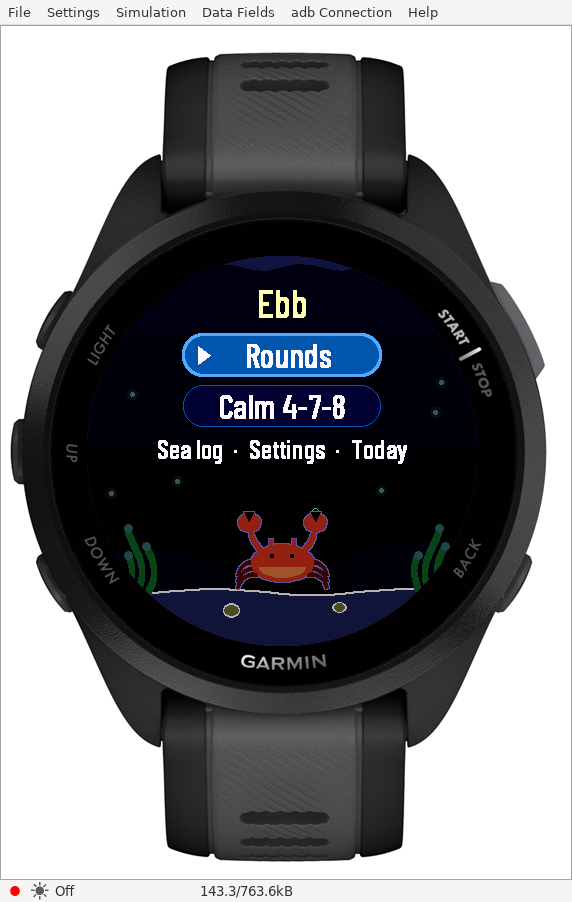 File Settings Simulation Data Fields adb Connection Help
Ebb
START
STOP
LIGHT
Rounds
Calm 4-7-8
UP
Sea log · Settings · Today
DOWN
BACK
GARMIN
Off 143.3/763.6kB